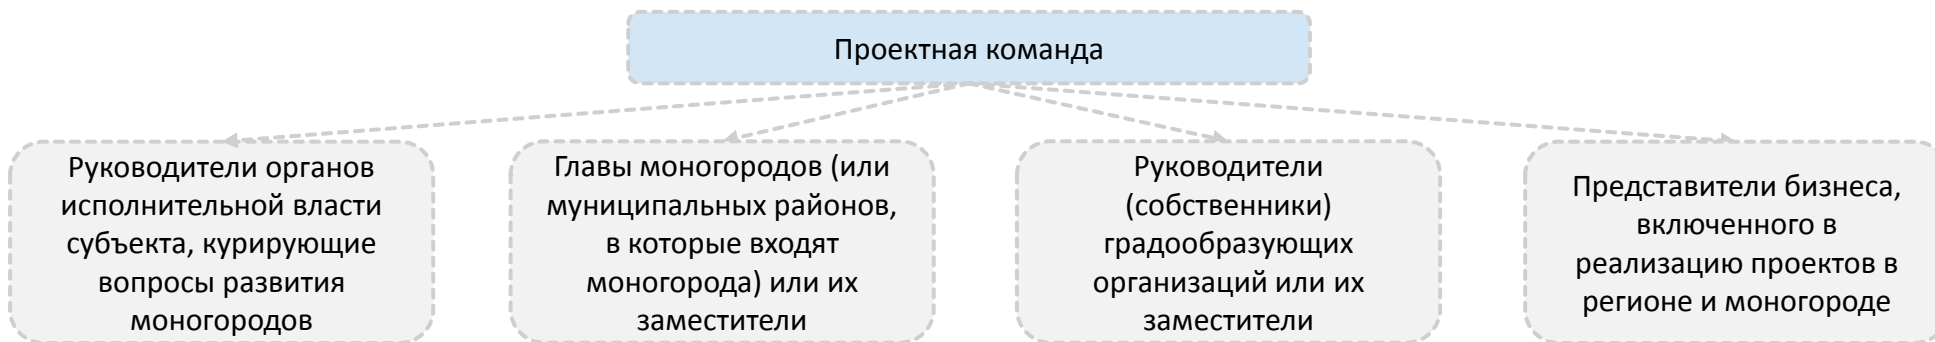 Проектная команда
Руководители органов
исполнительной власти
субъекта, курирующие
вопросы развития
моногородов
Главы моногородов (или
муниципальных районов,
в которые входят
моногорода) или их
заместители
Руководители
(собственники)
градообразующих
организаций или их
заместители
Представители бизнеса,
включенного в
реализацию проектов в
регионе и моногороде